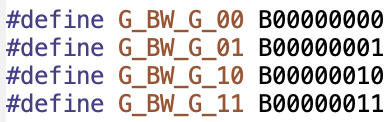 #define G_BW_G_00 B00000000
#define G_BW_G_01 B00000001
#define G_BW_G_10 B00000010
#define G_BW_G_11 B00000011